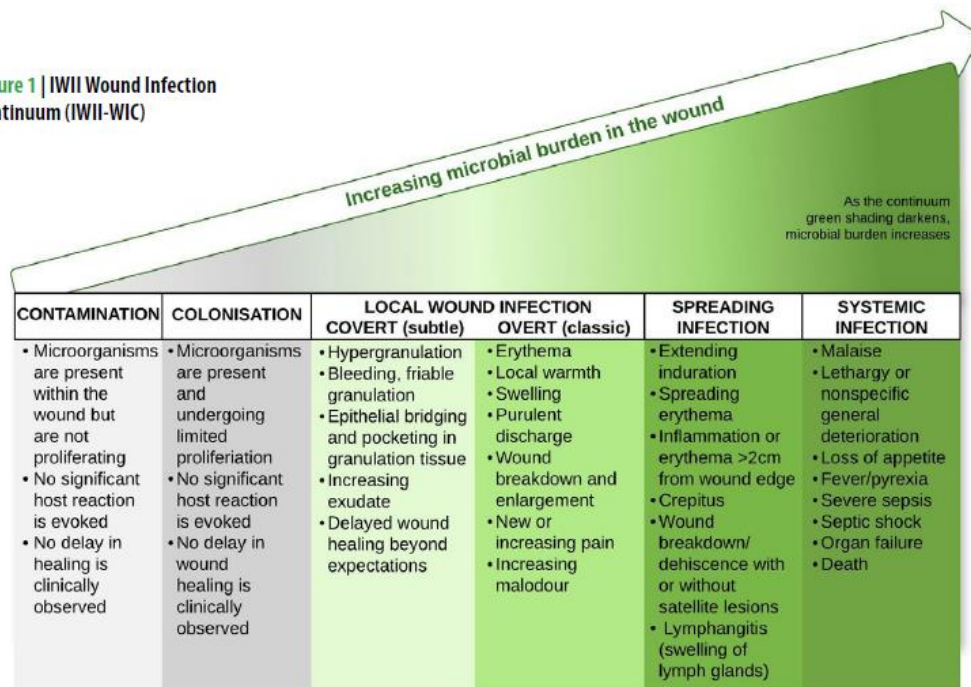 ure 1 | IWII Wound Infection
ntinuum (IWII-WIC)
Increasing microbial burden in the wound
As the continuum
green shading darkens,
microbial burden increases
CONTAMINATION
• Microorganisms
are present
within the
wound but
are not
proliferating
• No significant
host reaction
is evoked
• No delay in
healing is
clinically
observed
COLONISATION
• Microorganisms
are present
and
undergoing
limited
profileriation
• No significant
host reaction
is evoked
• No delay in
wound
healing is
clinically
observed
LOCAL WOUND INFECTION
COVERT (subtle)
• Hypergranulation
• Bleeding, friable
granulation
• Epithelial bridging
and pocketing in
granulation tissue
• Increasing
exudate
• Delayed wound
healing beyond
expectations
OVERT (classic)
• Erythema
• Local warmth
• Swelling
• Purulent
discharge
• Wound
breakdown and
enlargement
• New or
increasing pain
• Increasing
malodour
SPREADING
INFECTION
• Extending
induration
• Spreading
erythema
• Inflammation or
erythema >2cm
from wound edge
• Crepitus
• Wound
breakdown/
dehiscence with
or without
satellite lesions
• Lymphangitis
(swelling of
lymph glands)
SYSTEMIC
INFECTION
• Malaise
• Lethargy or
nonspecific
general
deterioration
• Loss of appetite
• Fever/pyrexia
• Severe sepsis
• Septic shock
• Organ failure
• Death